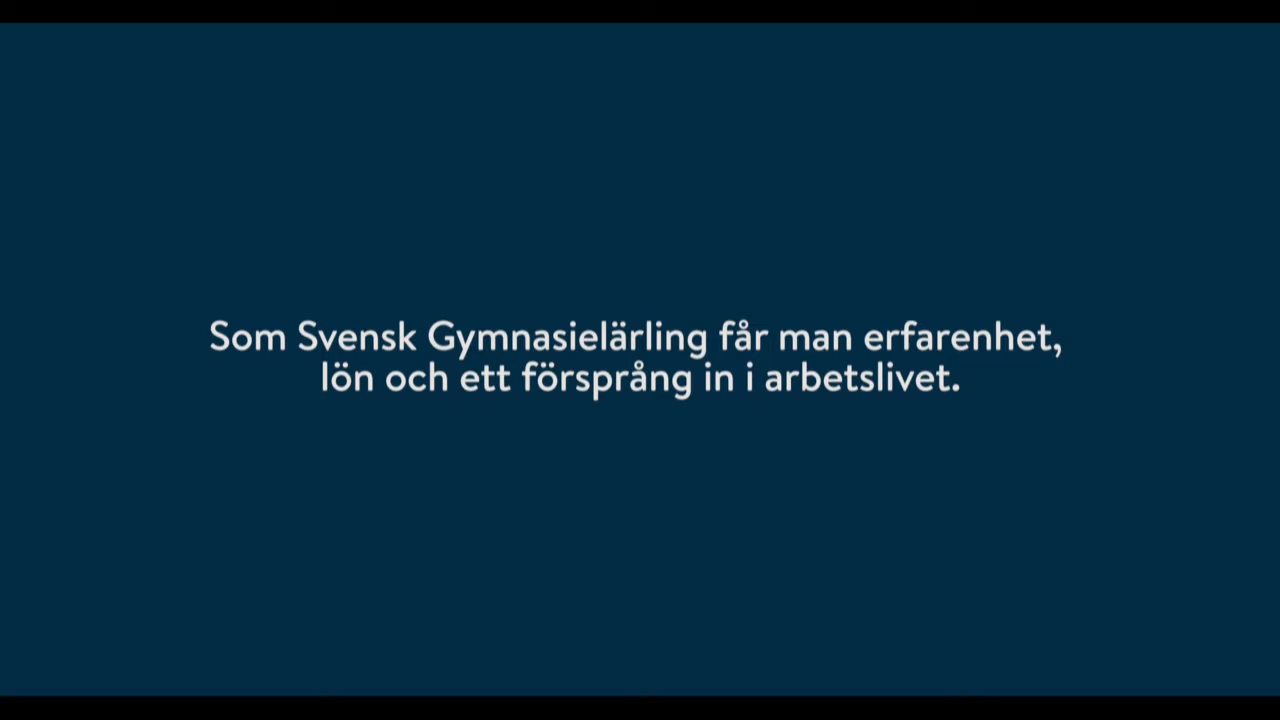 Som Svensk Gymnasielärling får man erfarenhet,
lön och ett försprång in i arbetslivet.